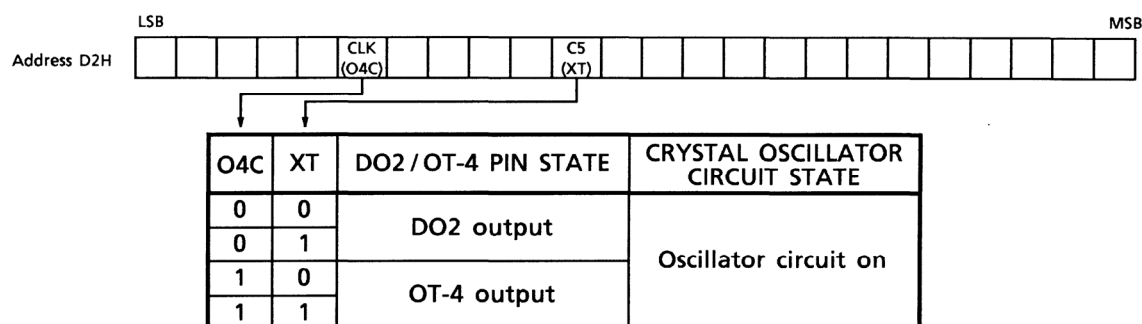 LSB MSB
Address D2H CLK (O4C) C5 (XT)
O4C XT DO2 / OT-4 PIN STATE CRYSTAL OSCILLATOR CIRCUIT STATE
0 0 DO2 output Oscillator circuit on
0 1
1 0 OT-4 output
1 1